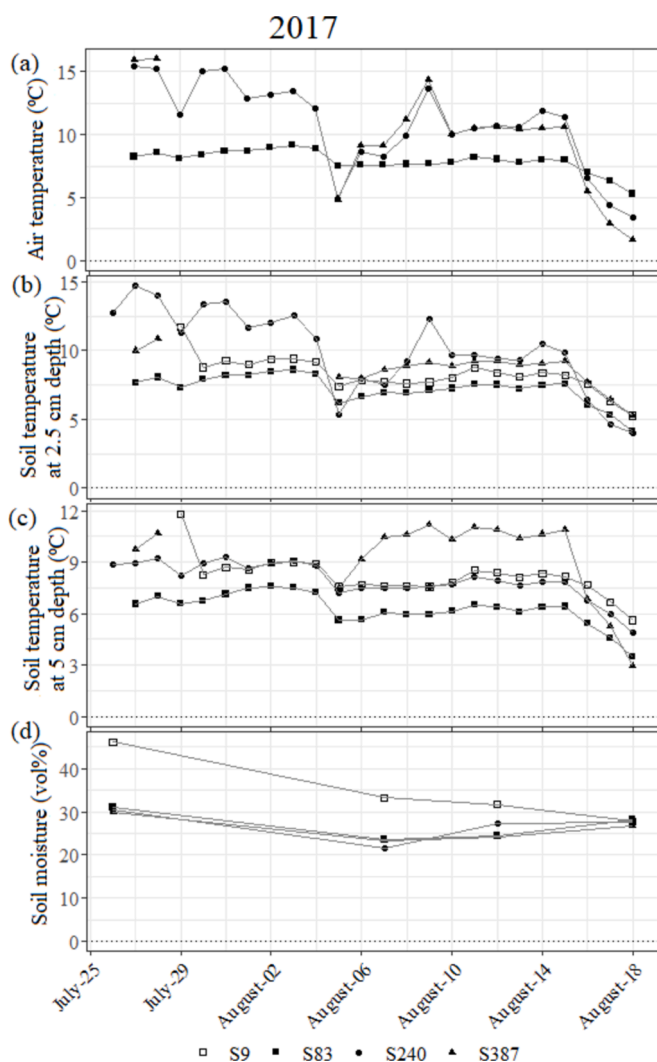 2017
(a)
Air temperature (ºC)
15
10
5
0
(b)
Soil temperature
at 2.5 cm depth (ºC)
15
10
5
0
(c)
Soil temperature
at 5 cm depth (ºC)
12
9
6
3
0
(d)
Soil moisture (vol%)
40
30
20
10
0
July-25
July-29
August-02
August-06
August-10
August-14
August-18
S9 S83 S240 S387